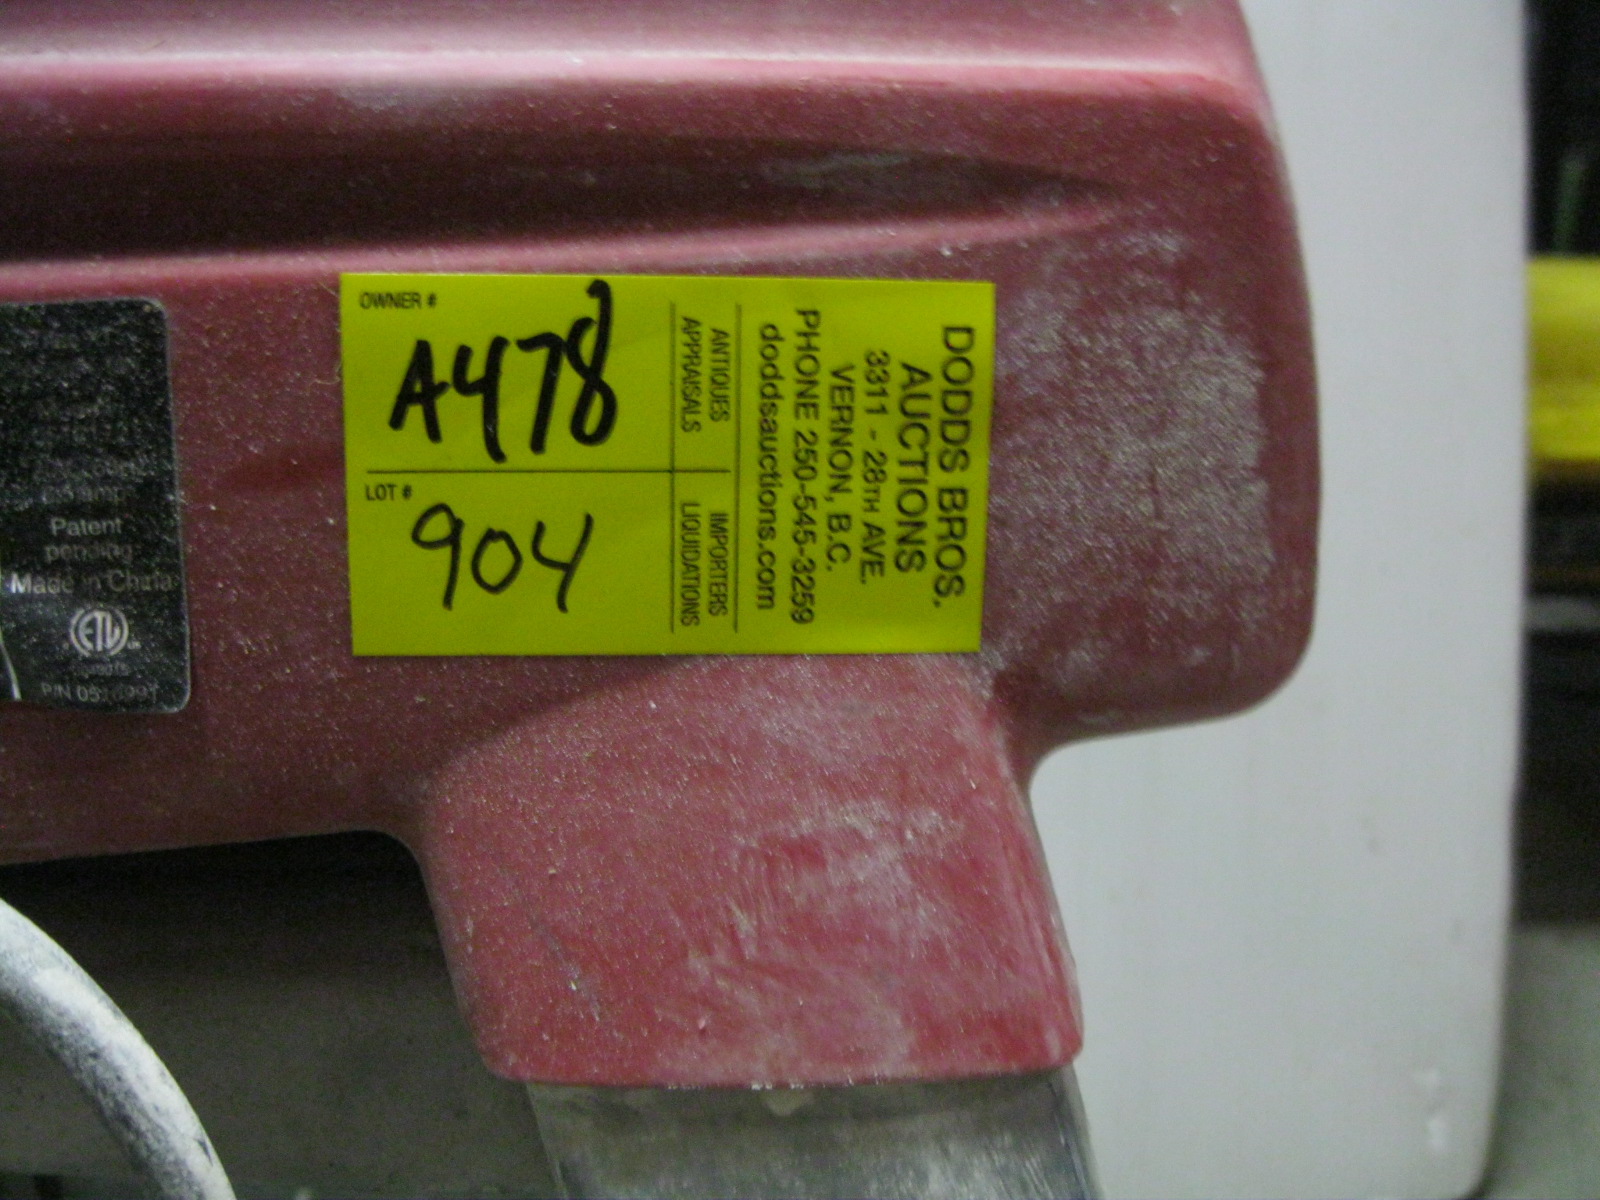 OWNER #
A478
LOT #
904
ANTIQUES
APPRAISALS
IMPORTERS
LIQUIDATIONS
DODDS BROS.
AUCTIONS
3311 - 28TH AVE.
VERNON, B.C.
PHONE 250-545-3259
doddsauctions.com
Patent
pending
Made in China
ETL
P/N